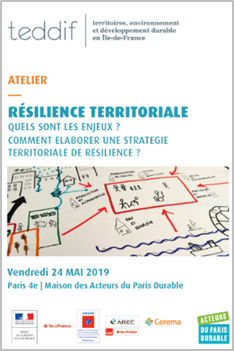 teddif
territoires, environnement
et développement durable
en Île-de-France
ATELIER
RÉSILIENCE TERRITORIALE
QUELS SONT LES ENJEUX ?
COMMENT ELABORER UNE STRATEGIE
TERRITORIALE DE RESILIENCE ?
Vendredi 24 MAI 2019
Paris 4e | Maison des Acteurs du Paris Durable
îledeFrance
AREC
Cerema
ACTEURS
DU PARIS
DURABLE